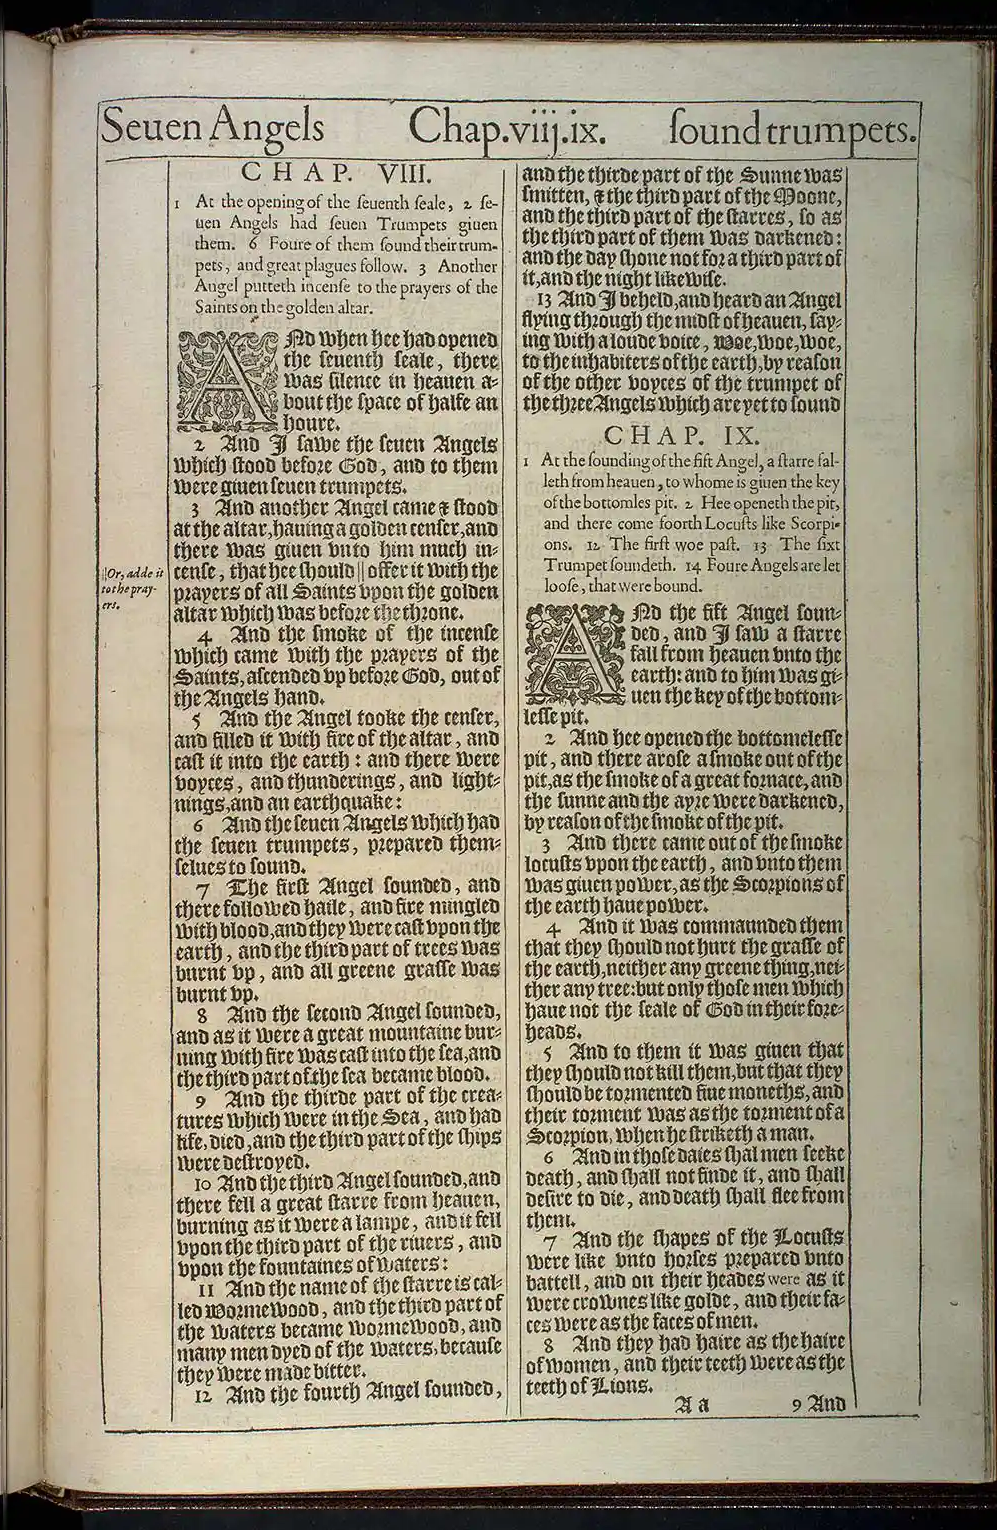 Seuen Angels Chap.viij.ix. sound trumpets.
CHAP. VIII.
1 At the opening of the seuenth seale, 2 se-
uen Angels had seuen Trumpets giuen
them. 6 Foure of them sound their trum-
pets, and great plagues follow. 3 Another
Angel putteth incense to the prayers of the
Saints on the golden altar.
ANd when hee had opened
the seuenth seale, there
was silence in heauen a-
bout the space of halfe an
houre.
2 And I sawe the seuen Angels
which stood before God, and to them
were giuen seuen trumpets.
3 And another Angel came & stood
at the altar, hauing a golden censer, and
there was giuen vnto him much in-
cense, that hee should || offer it with the
prayers of all Saints vpon the golden
altar which was before the throne.
||Or, adde it
to the pray-
ers.
4 And the smoke of the incense
which came with the prayers of the
Saints, ascended vp before God, out of
the Angels hand.
5 And the Angel tooke the censer,
and filled it with fire of the altar, and
cast it into the earth: and there were
voyces, and thunderings, and light-
nings, and an earthquake:
6 And the seuen Angels which had
the seuen trumpets, prepared them-
selues to sound.
7 The first Angel sounded, and
there followed haile, and fire mingled
with blood, and they were cast vpon the
earth, and the third part of trees was
burnt vp, and all greene grasse was
burnt vp.
8 And the second Angel sounded,
and as it were a great mountaine bur-
ning with fire was cast into the sea, and
the third part of the sea became blood.
9 And the thirde part of the crea-
tures which were in the Sea, and had
life, died, and the third part of the ships
were destroyed.
10 And the third Angel sounded, and
there fell a great starre from heauen,
burning as it were a lampe, and it fell
vpon the third part of the riuers, and
vpon the fountaines of waters:
11 And the name of the starre is cal-
led Wormewood, and the third part of
the waters became wormewood, and
many men dyed of the waters, because
they were made bitter.
12 And the fourth Angel sounded,
and the thirde part of the Sunne was
smitten, & the third part of the Moone,
and the third part of the starres, so as
the third part of them was darkened:
and the day shone not for a third part of
it, and the night likewise.
13 And I beheld, and heard an Angel
flying through the midst of heauen, say-
ing with a loude voice, Woe, woe, woe,
to the inhabiters of the earth, by reason
of the other voyces of the trumpet of
the three Angels which are yet to sound
CHAP. IX.
1 At the sounding of the fift Angel, a starre fal-
leth from heauen, to whome is giuen the key
of the bottomles pit. 2 Hee openeth the pit,
and there come foorth Locusts like Scorpi-
ons. 12 The first woe past. 13 The sixt
Trumpet soundeth. 14 Foure Angels are let
loose, that were bound.
ANd the fift Angel soun-
ded, and I saw a starre
fall from heauen vnto the
earth: and to him was gi-
uen the key of the bottom-
lesse pit.
2 And hee opened the bottomelesse
pit, and there arose a smoke out of the
pit, as the smoke of a great fornace, and
the sunne and the ayre were darkened,
by reason of the smoke of the pit.
3 And there came out of the smoke
locusts vpon the earth, and vnto them
was giuen power, as the Scorpions of
the earth haue power.
4 And it was commaunded them
that they should not hurt the grasse of
the earth, neither any greene thing, nei-
ther any tree: but only those men which
haue not the seale of God in their fore-
heads.
5 And to them it was giuen that
they should not kill them, but that they
should be tormented fiue moneths, and
their torment was as the torment of a
Scorpion, when he striketh a man.
6 And in those daies shal men seeke
death, and shall not finde it, and shall
desire to die, and death shall flee from
them.
7 And the shapes of the Locusts
were like vnto horses prepared vnto
battell, and on their heades were as it
were crownes like golde, and their fa-
ces were as the faces of men.
8 And they had haire as the haire
of women, and their teeth were as the
teeth of Lions.
A a 9 And